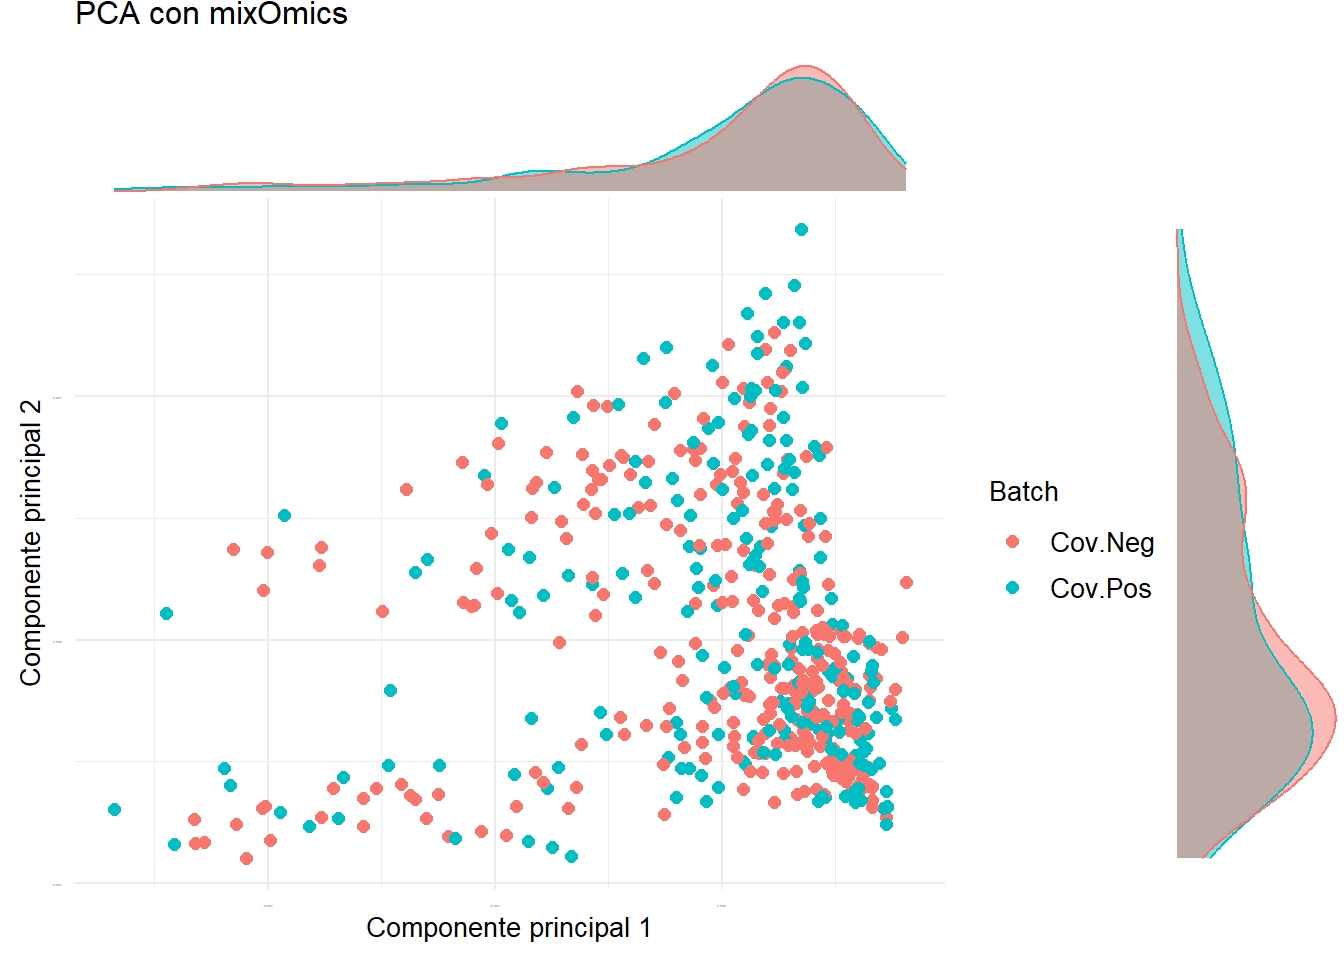 PCA con mixOmics
Componente principal 2
Batch
Cov.Neg
Cov.Pos
Componente principal 1